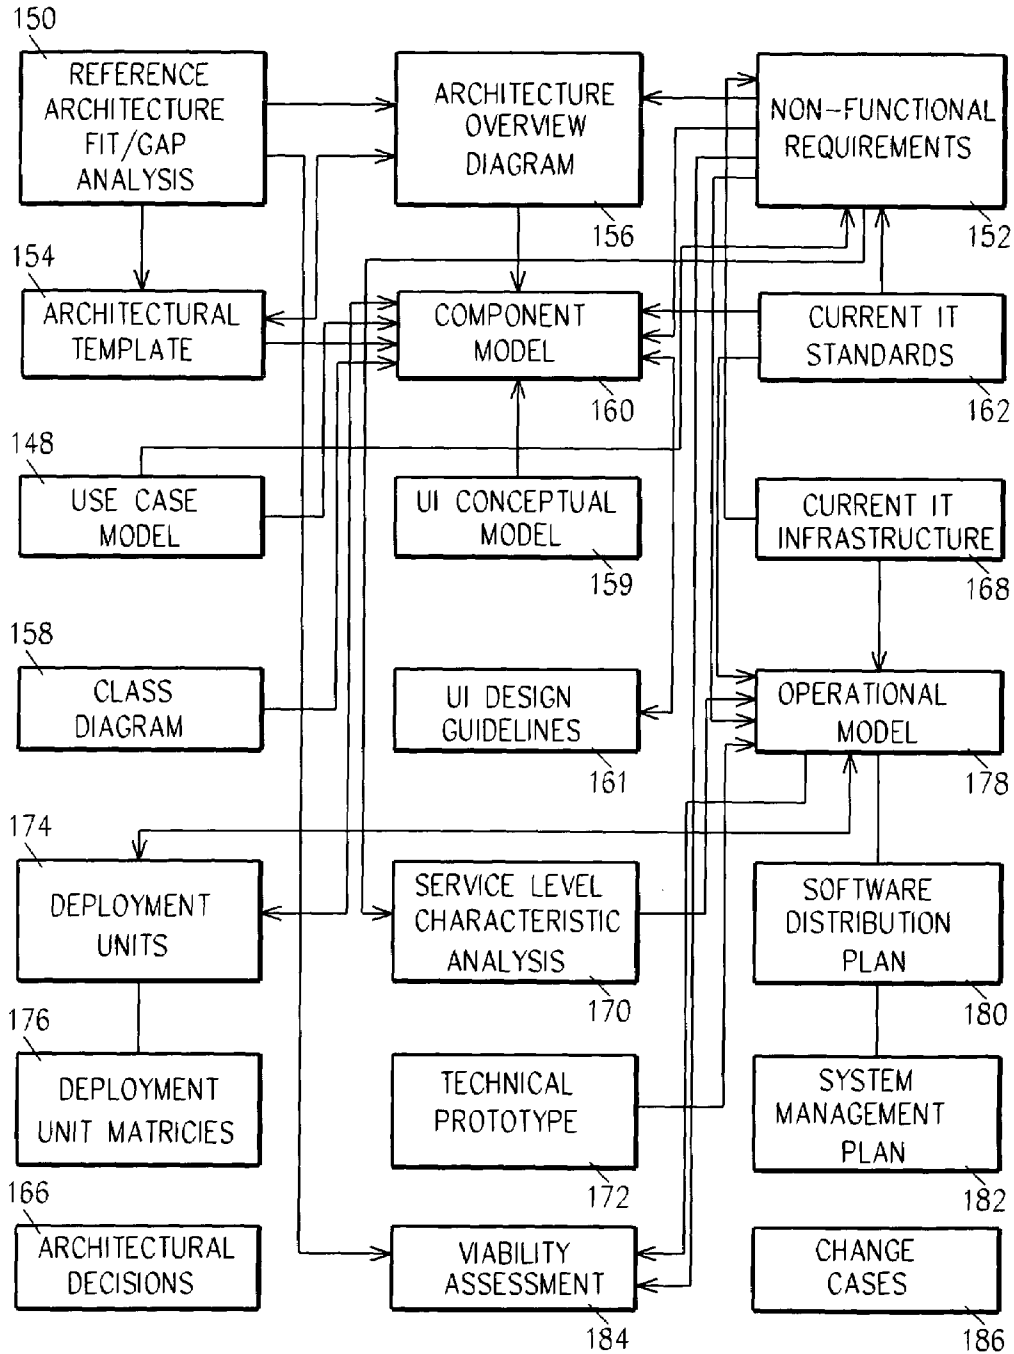 150
REFERENCE
ARCHITECTURE
FIT/GAP
ANALYSIS
ARCHITECTURE
OVERVIEW
DIAGRAM
156
NON-FUNCTIONAL
REQUIREMENTS
152
154
ARCHITECTURAL
TEMPLATE
COMPONENT
MODEL
160
CURRENT IT
STANDARDS
162
148
USE CASE
MODEL
UI CONCEPTUAL
MODEL
159
CURRENT IT
INFRASTRUCTURE
168
158
CLASS
DIAGRAM
UI DESIGN
GUIDELINES
161
OPERATIONAL
MODEL
178
174
DEPLOYMENT
UNITS
SERVICE LEVEL
CHARACTERISTIC
ANALYSIS
170
SOFTWARE
DISTRIBUTION
PLAN
180
176
DEPLOYMENT
UNIT MATRICIES
TECHNICAL
PROTOTYPE
172
SYSTEM
MANAGEMENT
PLAN
182
166
ARCHITECTURAL
DECISIONS
VIABILITY
ASSESSMENT
184
CHANGE
CASES
186